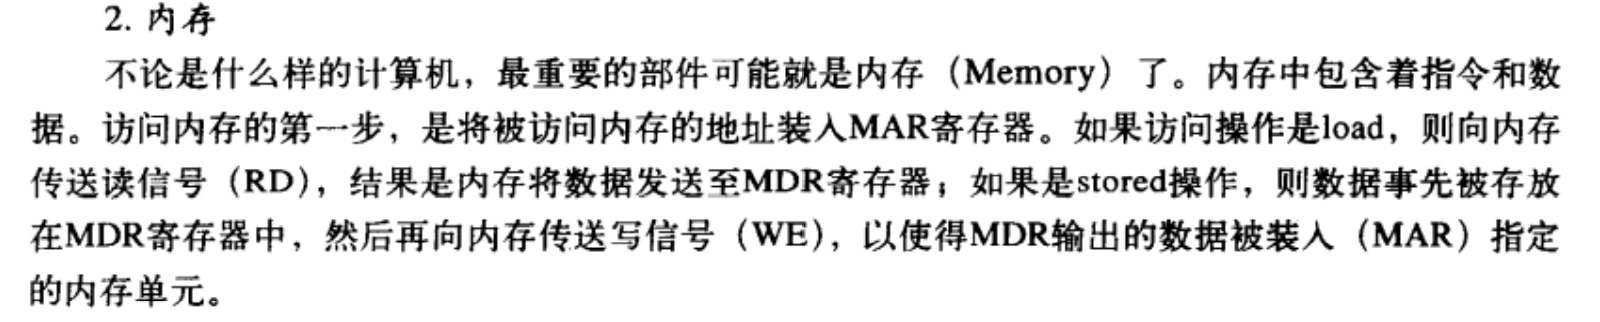 2. 内存
不论是什么样的计算机，最重要的部件可能就是内存（Memory）了。内存中包含着指令和数
据。访问内存的第一步，是将被访问内存的地址装入MAR寄存器。如果访问操作是load，则向内存
传送读信号（RD），结果是内存将数据发送至MDR寄存器；如果是stored操作，则数据事先被存放
在MDR寄存器中，然后再向内存传送写信号（WE），以使得MDR输出的数据被装入（MAR）指定
的内存单元。